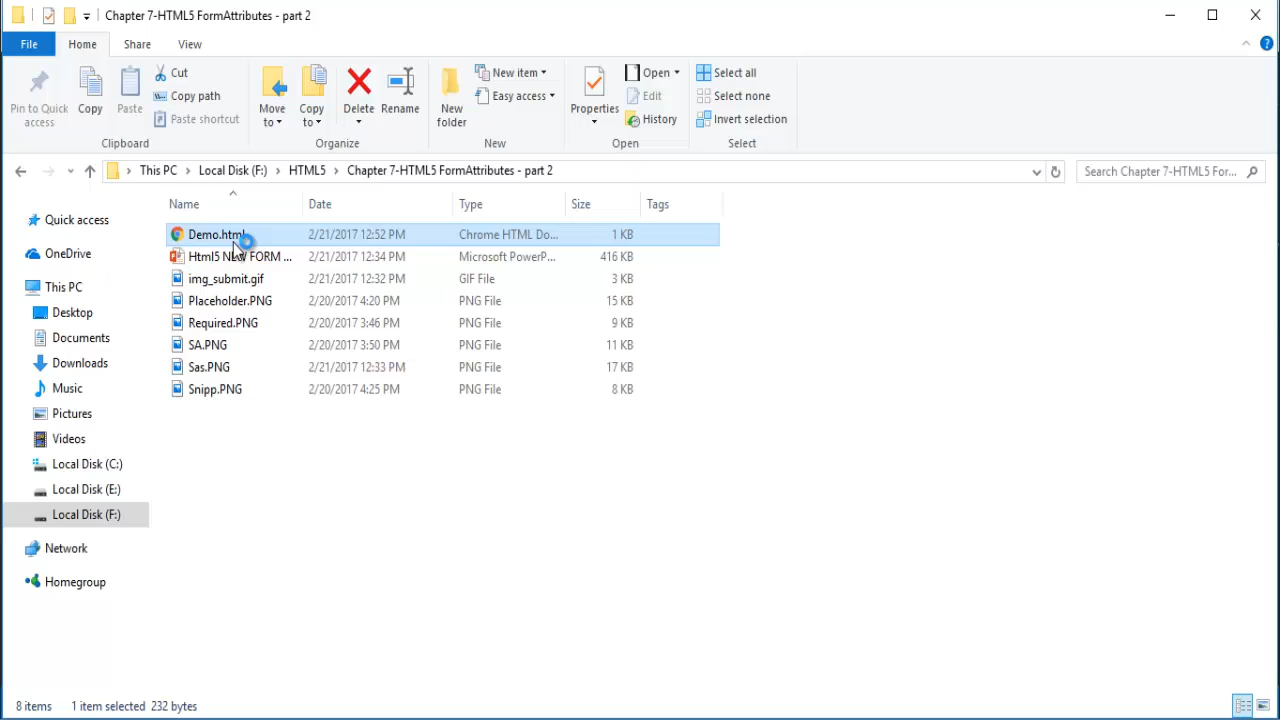 Chapter 7-HTML5 FormAttributes - part 2
File Home Share View
Pin to Quick access
Copy
Paste
Cut
Copy path
Paste shortcut
Clipboard
Move to
Copy to
Delete
Rename
Organize
New folder
New item
Easy access
New
Properties
Open
Edit
History
Open
Select all
Select none
Invert selection
Select
This PC Local Disk (F:) HTML5 Chapter 7-HTML5 FormAttributes - part 2
Search Chapter 7-HTML5 For...
Name Date Type Size Tags
Demo.html 2/21/2017 12:52 PM Chrome HTML Do... 1 KB
Html5 NEW FORM ... 2/21/2017 12:34 PM Microsoft PowerP... 416 KB
img_submit.gif 2/21/2017 12:32 PM GIF File 3 KB
Placeholder.PNG 2/20/2017 4:20 PM PNG File 15 KB
Required.PNG 2/20/2017 3:46 PM PNG File 9 KB
SA.PNG 2/20/2017 3:50 PM PNG File 11 KB
Sas.PNG 2/21/2017 12:33 PM PNG File 17 KB
Snipp.PNG 2/20/2017 4:25 PM PNG File 8 KB
Quick access
OneDrive
This PC
Desktop
Documents
Downloads
Music
Pictures
Videos
Local Disk (C:)
Local Disk (E:)
Local Disk (F:)
Network
Homegroup
8 items 1 item selected 232 bytes